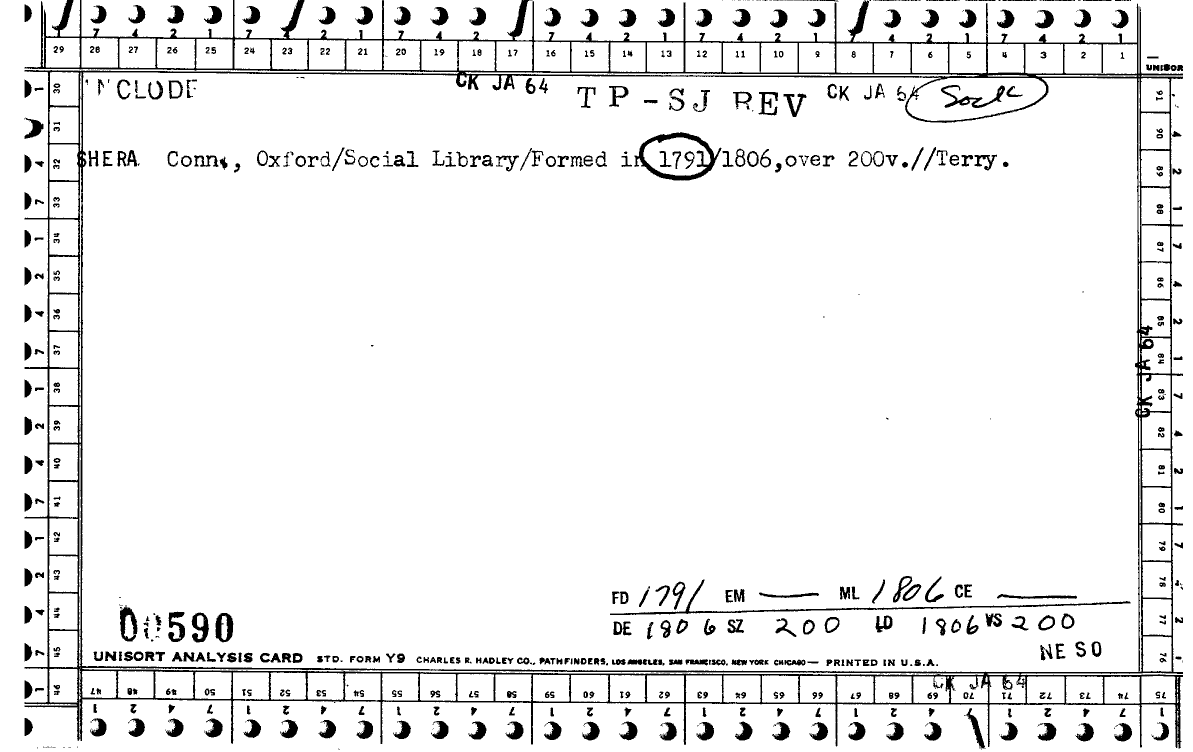 7 4 2 1 7 4 2 1 7 4 2 1 7 4 2 1 7 4 2 1 7 4 2 1 7 4 2 1
29 28 27 26 25 24 23 22 21 20 19 18 17 16 15 14 13 12 11 10 9 8 7 6 5 4 3 2 1
UNISOR
INCLODE CK JA 64 TP-SJ REV CK JA 64 Socl
SHERA Conn., Oxford/Social Library/Formed in 1791/1806,over 200v.//Terry.
30 31 32 33 34 35 36 37 38 39 40 41 42 43 44 45 46
91 90 89 88 87 86 85 84 83 82 81 80 79 78 77 76
CK JA 64
FD 1791 EM — ML 1806 CE —
DE 1806 SZ 200 LD 1806 VS 200
00590
NE SO
UNISORT ANALYSIS CARD STD. FORM Y9 CHARLES R. HADLEY CO., PATHFINDERS, LOS ANGELES, SAN FRANCISCO, NEW YORK CHICAGO — PRINTED IN U.S.A.
CK JA 64
47 48 49 50 51 52 53 54 55 56 57 58 59 60 61 62 63 64 65 66 67 68 69 70 71 72 73 74 75
1 2 4 7 1 2 4 7 1 2 4 7 1 2 4 7 1 2 4 7 1 2 4 7 1 2 4 7 1